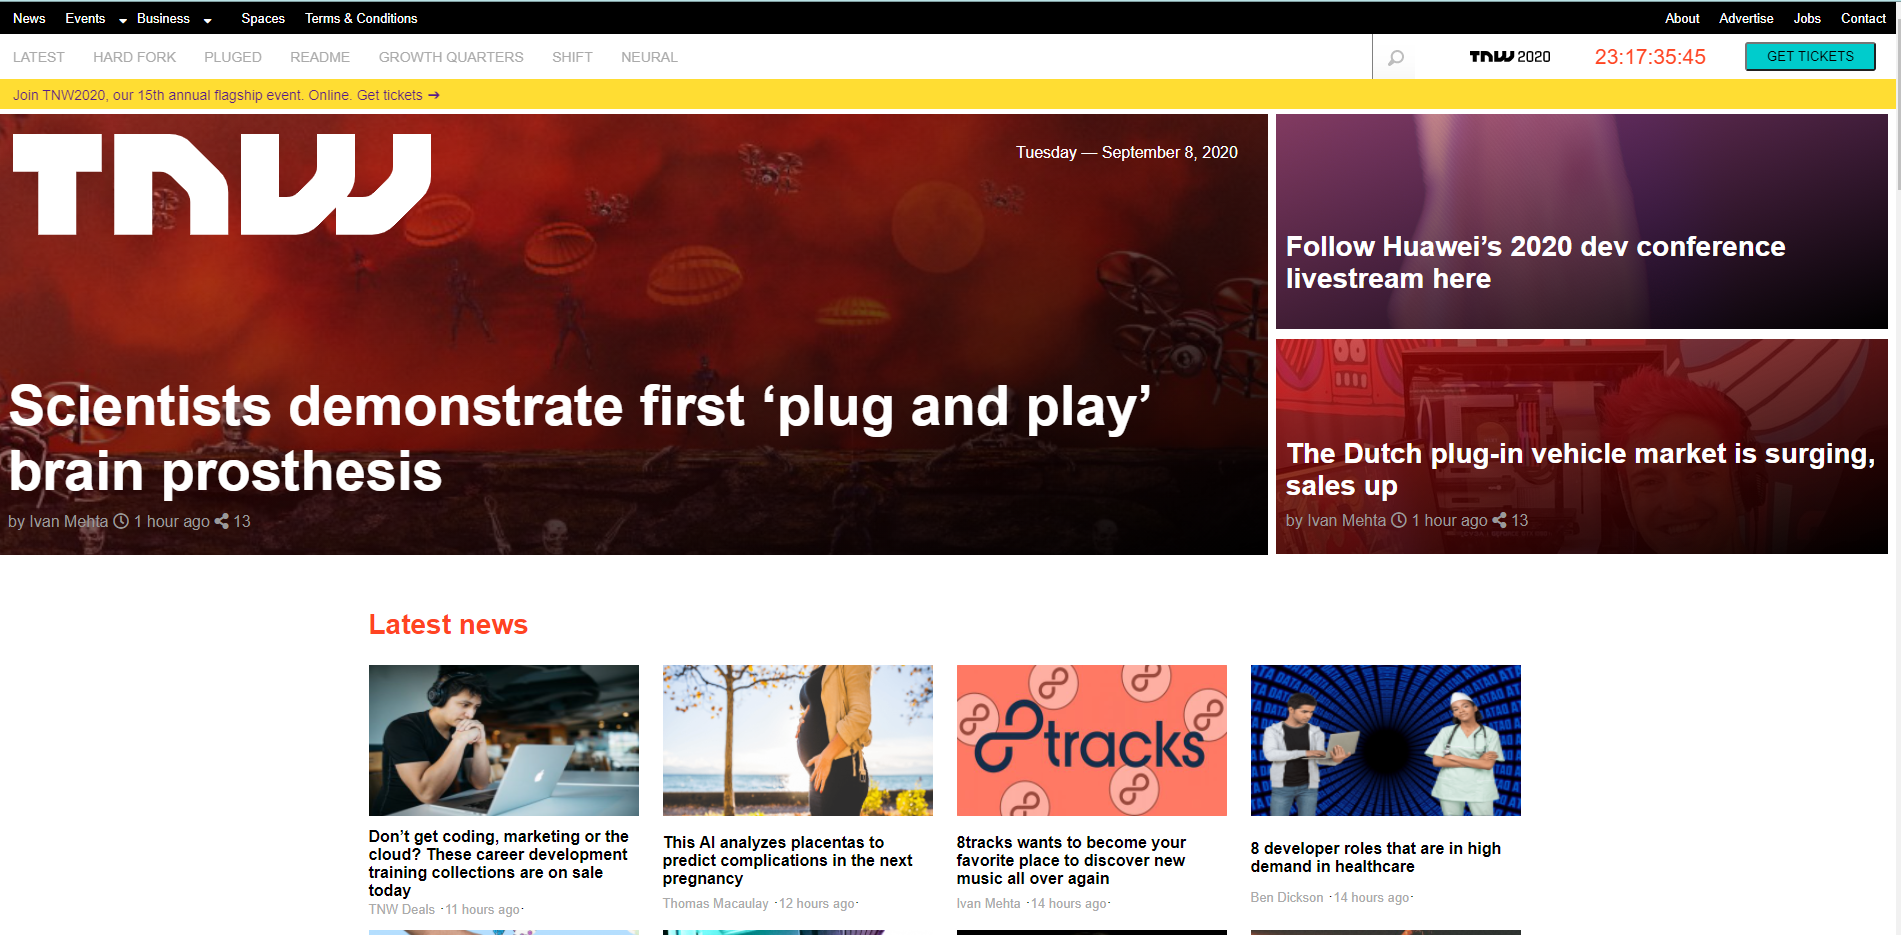 News Events Business Spaces Terms & Conditions About Advertise Jobs Contact
LATEST HARD FORK PLUGED README GROWTH QUARTERS SHIFT NEURAL TNW 2020 23:17:35:45 GET TICKETS
Join TNW2020, our 15th annual flagship event. Online. Get tickets →
TNW
Tuesday — September 8, 2020
Scientists demonstrate first ‘plug and play’
brain prosthesis
by Ivan Mehta 1 hour ago 13
Follow Huawei’s 2020 dev conference
livestream here
The Dutch plug-in vehicle market is surging,
sales up
by Ivan Mehta 1 hour ago 13
Latest news
Don’t get coding, marketing or the
cloud? These career development
training collections are on sale
today
TNW Deals · 11 hours ago·
8tracks
This AI analyzes placentas to
predict complications in the next
pregnancy
Thomas Macaulay · 12 hours ago·
8tracks wants to become your
favorite place to discover new
music all over again
Ivan Mehta · 14 hours ago·
DATA
8 developer roles that are in high
demand in healthcare
Ben Dickson · 14 hours ago·